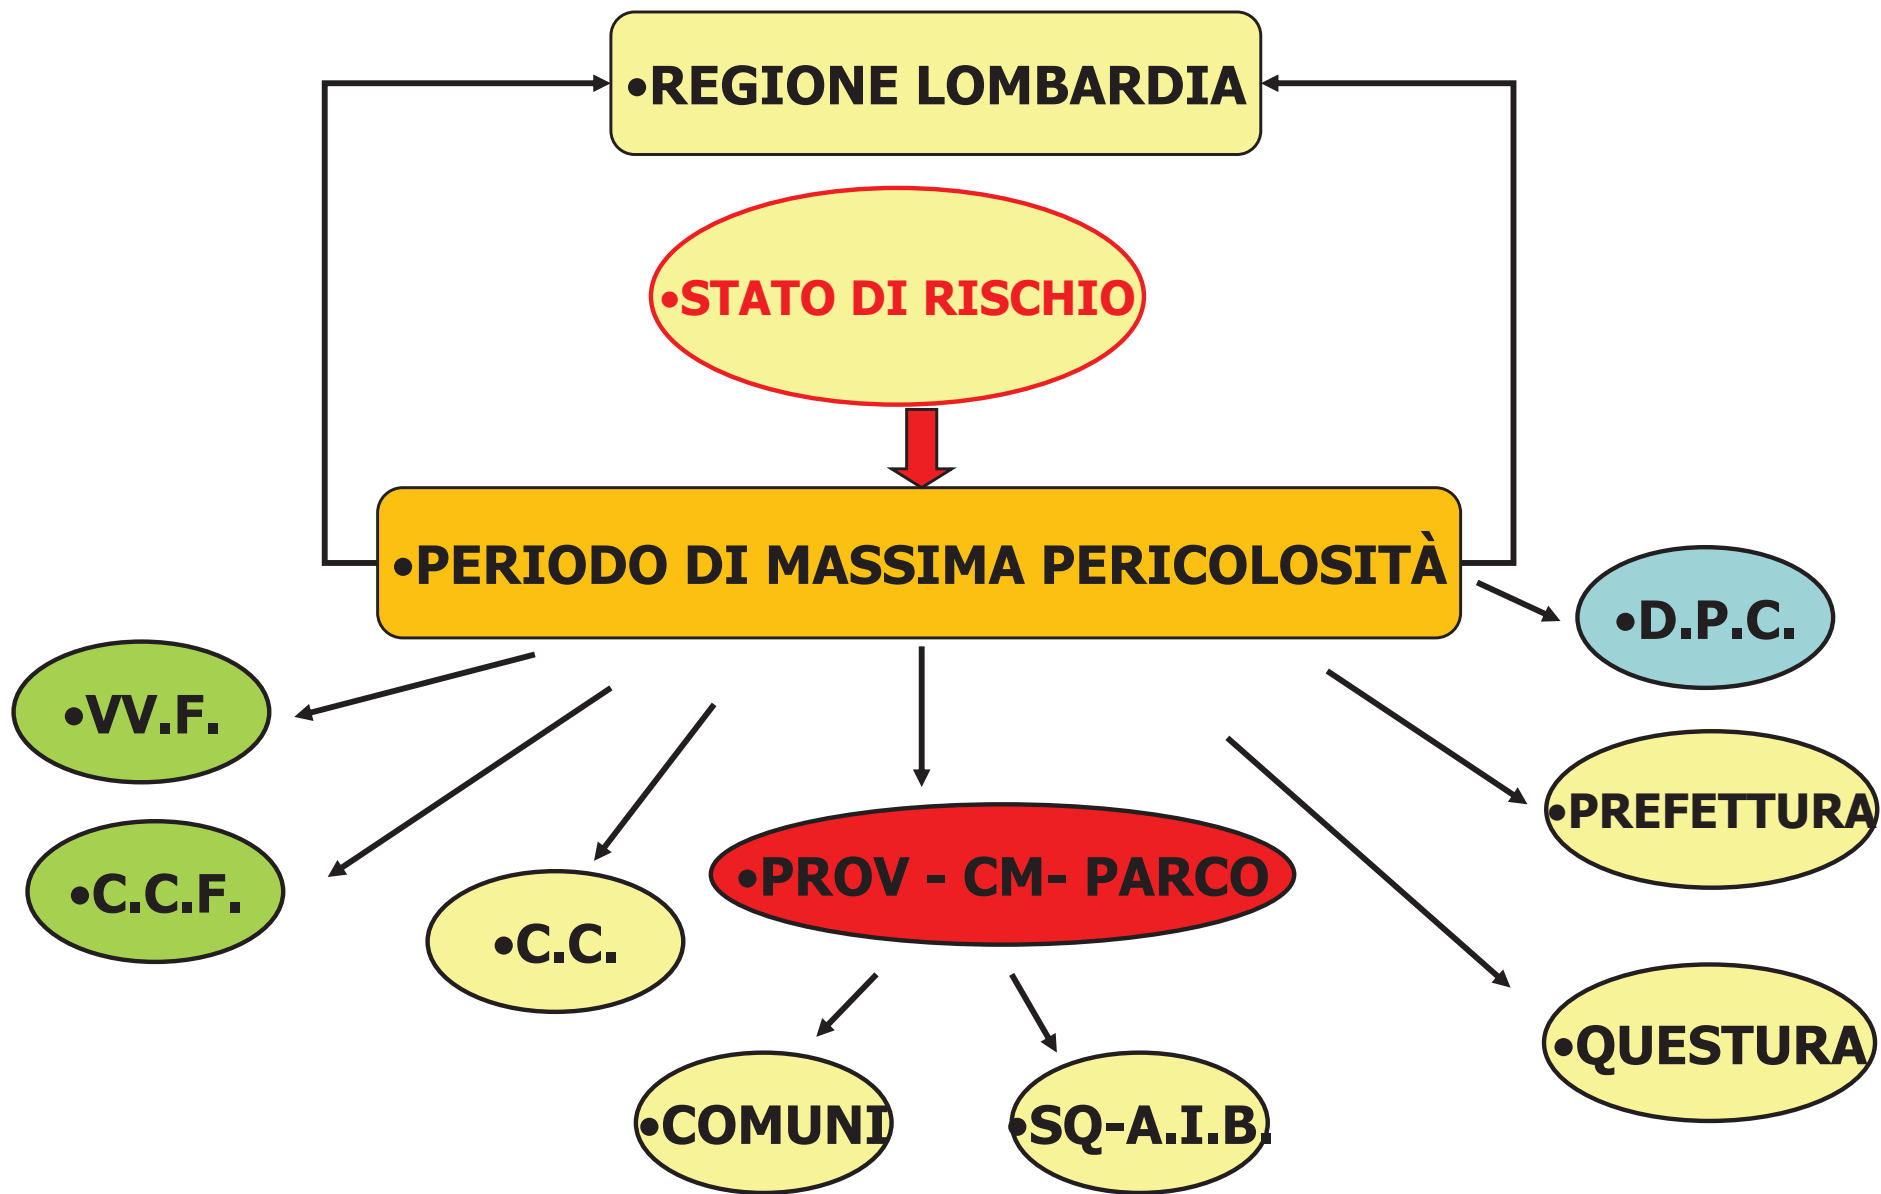 •REGIONE LOMBARDIA
•STATO DI RISCHIO
•PERIODO DI MASSIMA PERICOLOSITÀ
•D.P.C.
•VV.F.
•PREFETTURA
•C.C.F.
•PROV - CM- PARCO
•C.C.
•QUESTURA
•COMUNI
•SQ-A.I.B.